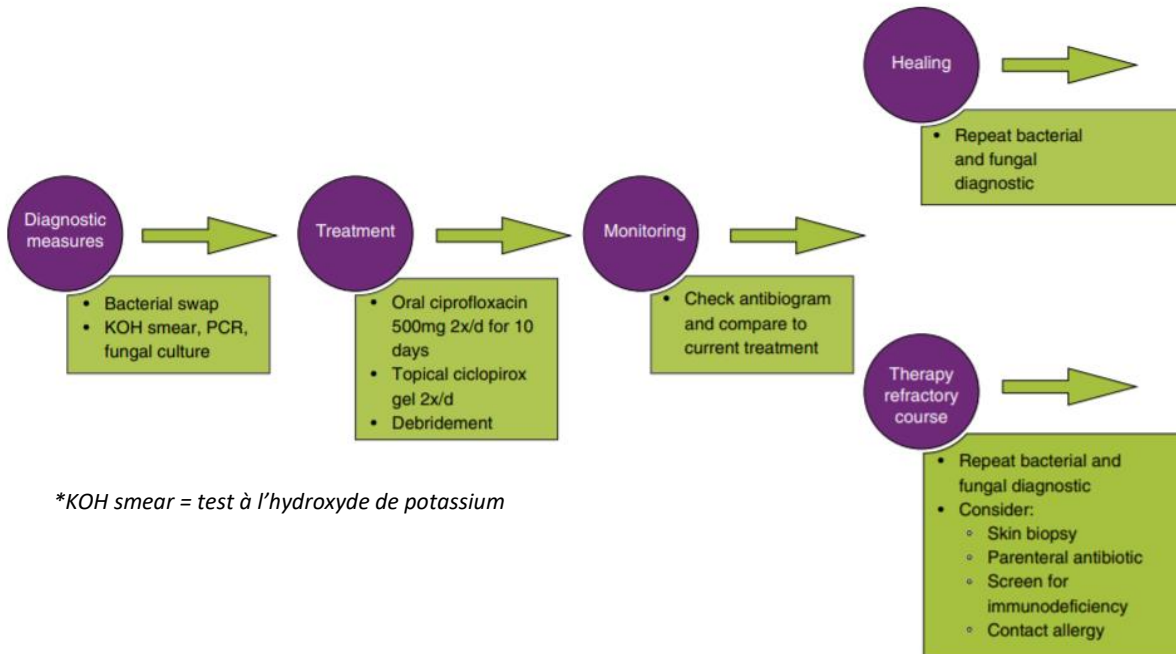 Diagnostic
measures
• Bacterial swap
• KOH smear, PCR,
fungal culture
Treatment
• Oral ciprofloxacin
500mg 2x/d for 10
days
• Topical ciclopirox
gel 2x/d
• Debridement
Monitoring
• Check antibiogram
and compare to
current treatment
Healing
• Repeat bacterial
and fungal
diagnostic
Therapy
refractory
course
• Repeat bacterial and
fungal diagnostic
• Consider:
◦ Skin biopsy
◦ Parenteral antibiotic
◦ Screen for
immunodeficiency
◦ Contact allergy
*KOH smear = test à l’hydroxyde de potassium